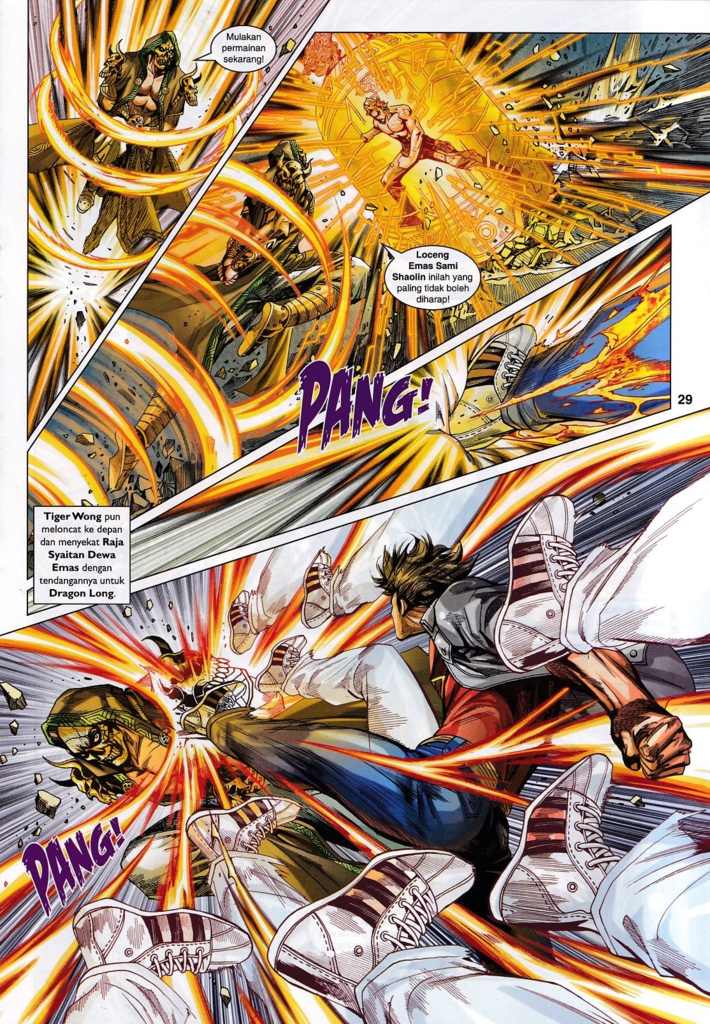 Mulakan
permainan
sekarang!
Loceng
Emas Sami
Shaolin inilah yang
paling tidak boleh
diharap!
PANG!
29
Tiger Wong pun
meloncat ke depan
dan menyekat Raja
Syaitan Dewa
Emas dengan
tendangannya untuk
Dragon Long.
PANG!